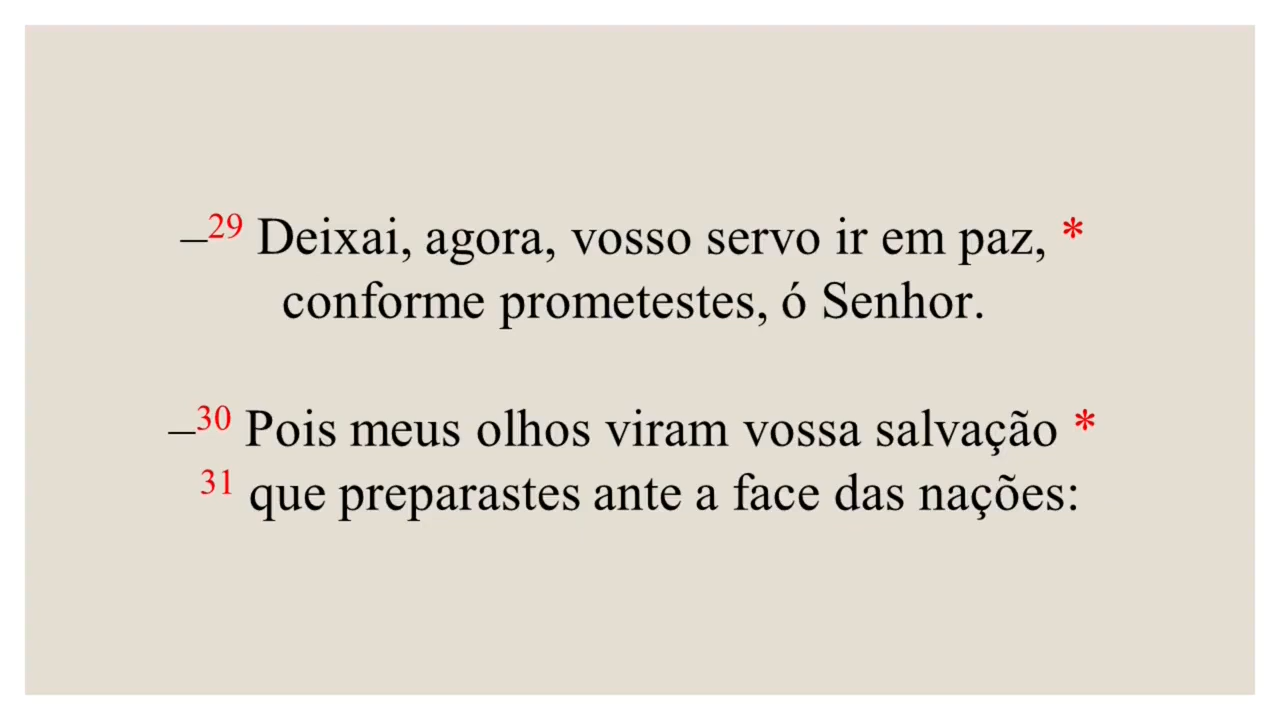 –29 Deixai, agora, vosso servo ir em paz, *
conforme prometestes, ó Senhor.
–30 Pois meus olhos viram vossa salvação *
31 que preparastes ante a face das nações: